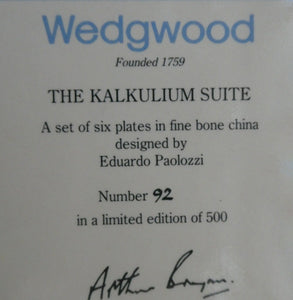 Wedgwood
Founded 1759
THE KALKULIUM SUITE
A set of six plates in fine bone china
designed by
Eduardo Paolozzi
Number 92
in a limited edition of 500
Arthur Bryan.